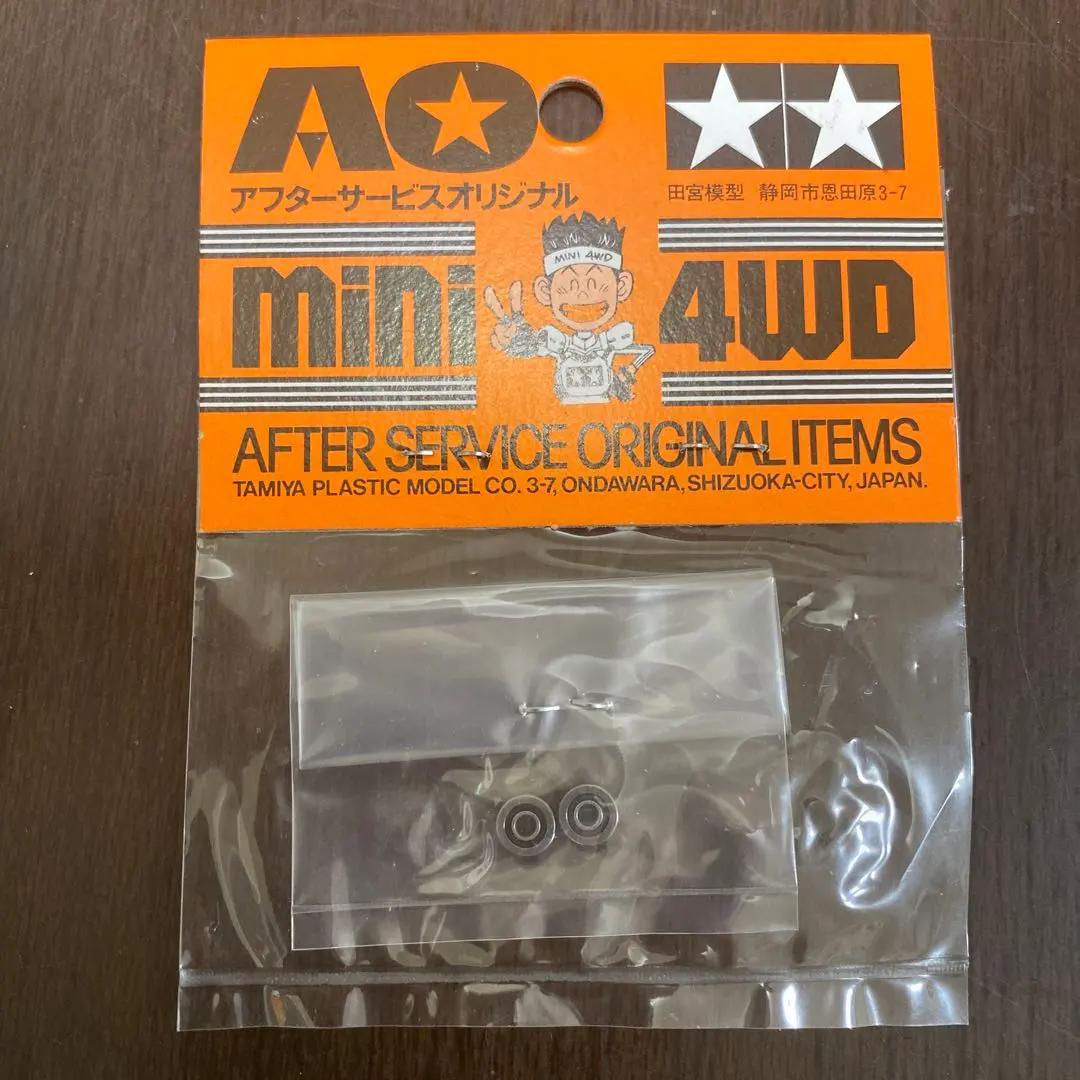 AO
アフターサービスオリジナル
田宮模型 静岡市恩田原3-7
MINI 4WD
mini 4WD
AFTER SERVICE ORIGINAL ITEMS
TAMIYA PLASTIC MODEL CO. 3-7, ONDAWARA, SHIZUOKA-CITY, JAPAN.